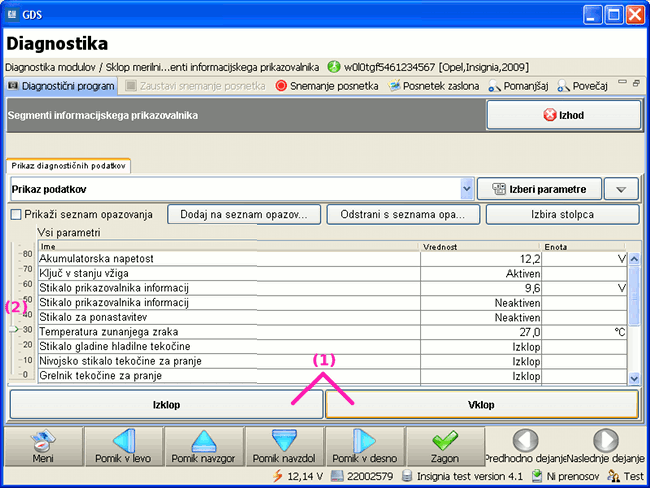 GDS
Diagnostika
Diagnostika modulov / Sklop merilni...enti informacijskega prikazovalnika w0l0tgf5461234567 [Opel,Insignia,2009]
Diagnostični program Zaustavi snemanje posnetka Snemanje posnetka Posnetek zaslona Pomanjšaj Povečaj
Segmenti informacijskega prikazovalnika Izhod
Prikaz diagnostičnih podatkov
Prikaz podatkov Izberi parametre
Prikaži seznam opazovanja Dodaj na seznam opazov... Odstrani s seznama opa... Izbira stolpca
Vsi parametri
Ime Vrednost Enota
80 Akumulatorska napetost 12,2 V
70 Ključ v stanju vžiga Aktiven
60 Stikalo prikazovalnika informacij 9,6 V
50 Stikalo prikazovalnika informacij Neaktiven
(2)
40 Stikalo za ponastavitev Neaktiven
30 Temperatura zunanjega zraka 27,0 °C
20 Stikalo gladine hladilne tekočine Izklop
10 Nivojsko stikalo tekočine za pranje Izklop
0 Grelnik tekočine za pranje Izklop
(1)
Izklop Vklop
Meni Pomik v levo Pomik navzgor Pomik navzdol Pomik v desno Zagon Predhodno dejanje Naslednje dejanje
12,14 V 22002579 Insignia test version 4.1 Ni prenosov Test